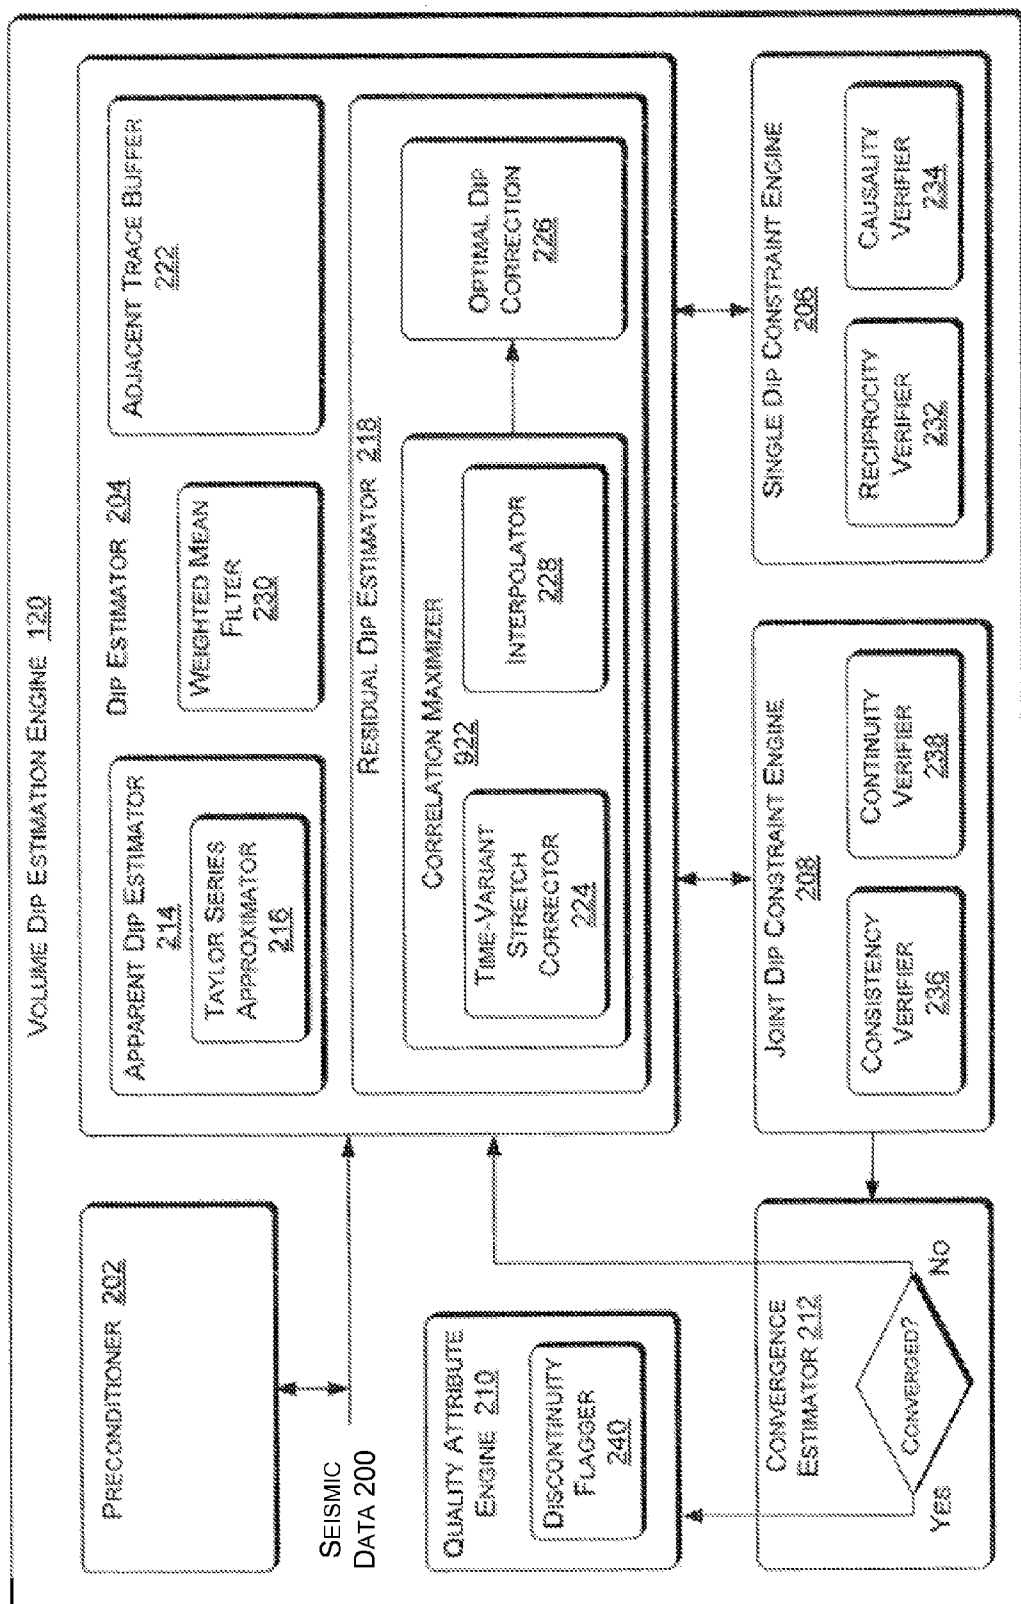 VOLUME DIP ESTIMATION ENGINE 120
PRECONDITIONER 202
SEISMIC
DATA 200
DIP ESTIMATOR 204
APPARENT DIP ESTIMATOR
214
TAYLOR SERIES
APPROXIMATOR
216
WEIGHTED MEAN
FILTER
230
ADJACENT TRACE BUFFER
222
RESIDUAL DIP ESTIMATOR 218
CORRELATION MAXIMIZER
922
TIME-VARIANT
STRETCH
CORRECTOR
224
INTERPOLATOR
228
OPTIMAL DIP
CORRECTION
226
QUALITY ATTRIBUTE
ENGINE 210
DISCONTINUITY
FLAGGER
240
CONVERGENCE
ESTIMATOR 212
CONVERGED?
YES
NO
JOINT DIP CONSTRAINT ENGINE
208
CONSISTENCY
VERIFIER
236
CONTINUITY
VERIFIER
238
SINGLE DIP CONSTRAINT ENGINE
206
RECIPROCITY
VERIFIER
232
CAUSALITY
VERIFIER
234